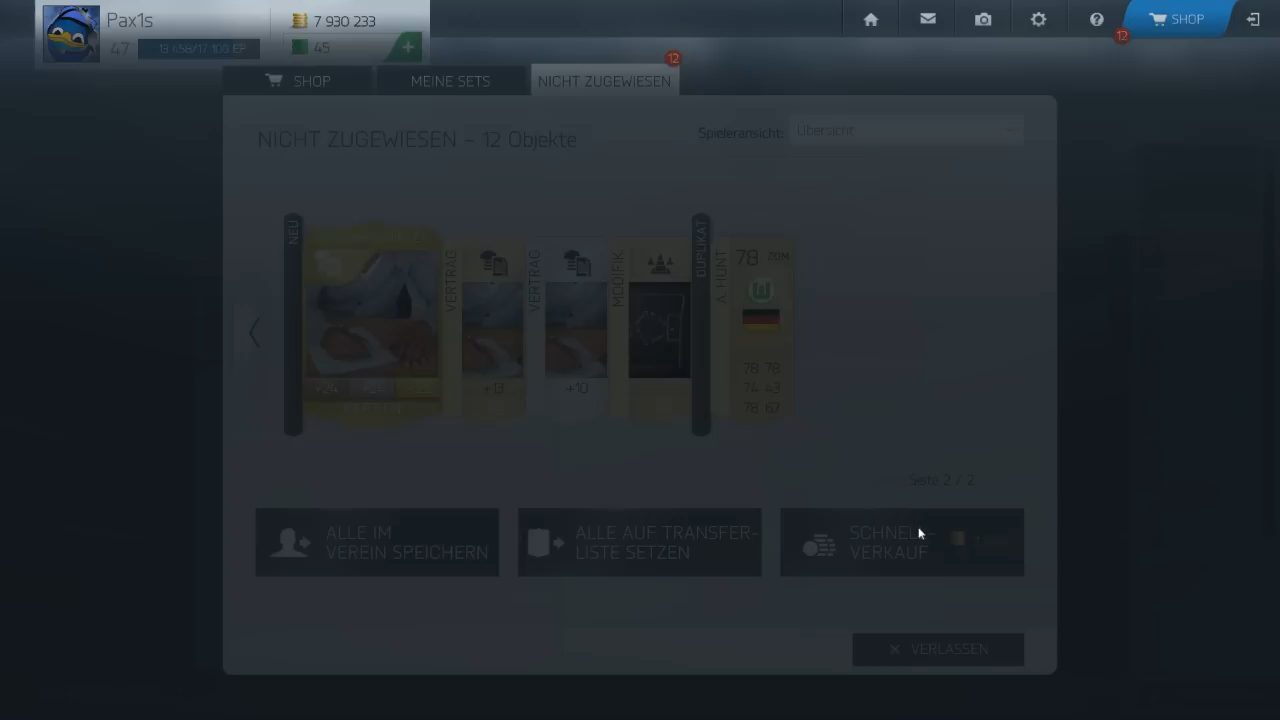 Pax1s
7 930 233
47
13 458/17 100 EP
45
SHOP
12
SHOP
MEINE SETS
NICHT ZUGEWIESEN
12
NICHT ZUGEWIESEN – 12 Objekte
Spieleransicht:
Übersicht
NEU
VERTRAG
+13
VERTRAG
+10
MODIFIK.
DUPLIKAT
A. HUNT
78 ZOM
78 78
74 43
78 67
Seite 2 / 2
ALLE IM
VEREIN SPEICHERN
ALLE AUF TRANSFER-
LISTE SETZEN
SCHNELL-
VERKAUF
× VERLASSEN